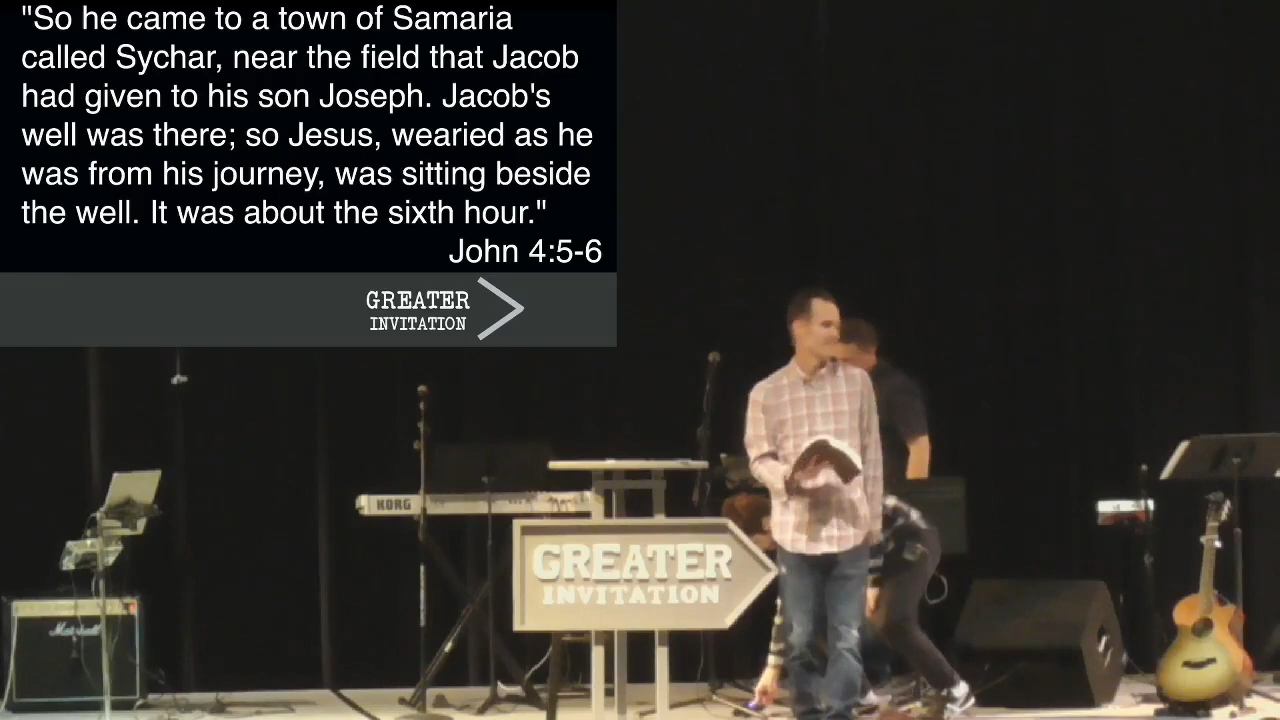 "So he came to a town of Samaria
called Sychar, near the field that Jacob
had given to his son Joseph. Jacob's
well was there; so Jesus, wearied as he
was from his journey, was sitting beside
the well. It was about the sixth hour."
John 4:5-6
GREATER
INVITATION
KORG
GREATER
INVITATION
Marshall